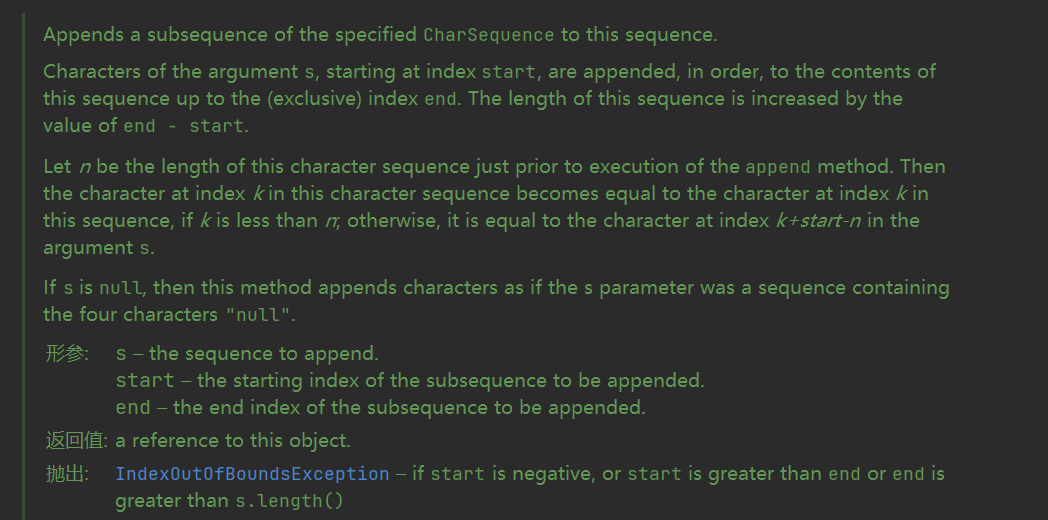 Appends a subsequence of the specified CharSequence to this sequence.
Characters of the argument s, starting at index start, are appended, in order, to the contents of
this sequence up to the (exclusive) index end. The length of this sequence is increased by the
value of end - start.
Let n be the length of this character sequence just prior to execution of the append method. Then
the character at index k in this character sequence becomes equal to the character at index k in
this sequence, if k is less than n; otherwise, it is equal to the character at index k+start-n in the
argument s.
If s is null, then this method appends characters as if the s parameter was a sequence containing
the four characters "null".
形参: s – the sequence to append.
start – the starting index of the subsequence to be appended.
end – the end index of the subsequence to be appended.
返回值: a reference to this object.
抛出: IndexOutOfBoundsException – if start is negative, or start is greater than end or end is
greater than s.length()